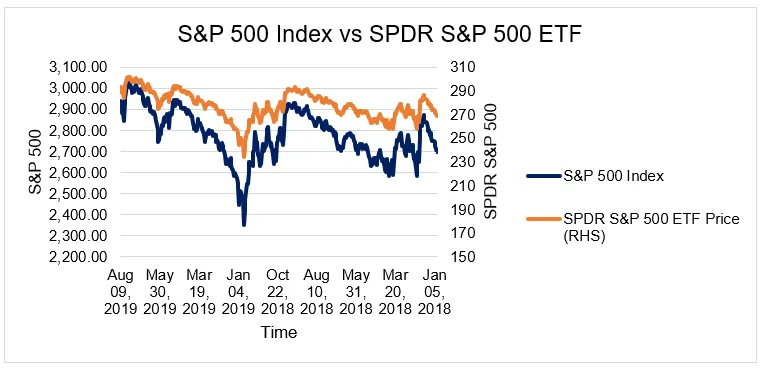 S&P 500 Index vs SPDR S&P 500 ETF
3,100.00
3,000.00
2,900.00
2,800.00
2,700.00
2,600.00
2,500.00
2,400.00
2,300.00
2,200.00
S&P 500
310
290
270
250
230
210
190
170
150
SPDR S&P 500
Aug May Mar Jan Oct Aug May Mar Jan
09, 30, 19, 04, 22, 10, 31, 20, 05,
2019 2019 2019 2019 2018 2018 2018 2018 2018
Time
S&P 500 Index
SPDR S&P 500 ETF Price
(RHS)